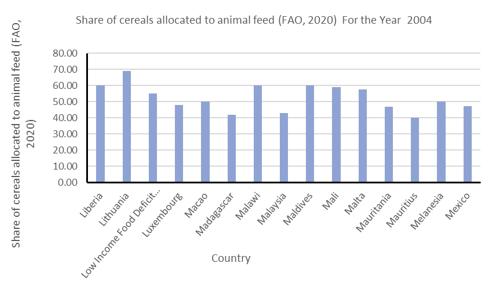 Share of cereals allocated to animal feed (FAO, 2020)  For the Year  2004
Share of cereals allocated to animal feed (FAO,
2020)
80.00
70.00
60.00
50.00
40.00
30.00
20.00
10.00
0.00
Liberia
Lithuania
Low Income Food Deficit...
Luxembourg
Macao
Madagascar
Malawi
Malaysia
Maldives
Mali
Malta
Mauritania
Mauritius
Melanesia
Mexico
Country